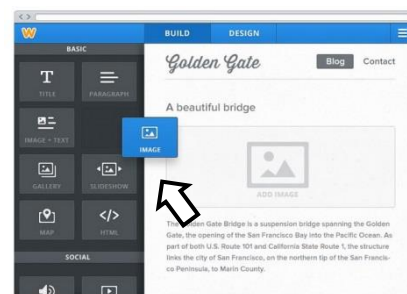 BUILD DESIGN
BASIC
TITLE
PARAGRAPH
IMAGE + TEXT
IMAGE
GALLERY
SLIDESHOW
MAP
HTML
SOCIAL
Golden Gate
Blog Contact
A beautiful bridge
ADD IMAGE
The Golden Gate Bridge is a suspension bridge spanning the Golden
Gate, the opening of the San Francisco Bay into the Pacific Ocean. As
part of both U.S. Route 101 and California State Route 1, the structure
links the city of San Francisco, on the northern tip of the San Francis-
co Peninsula, to Marin County.